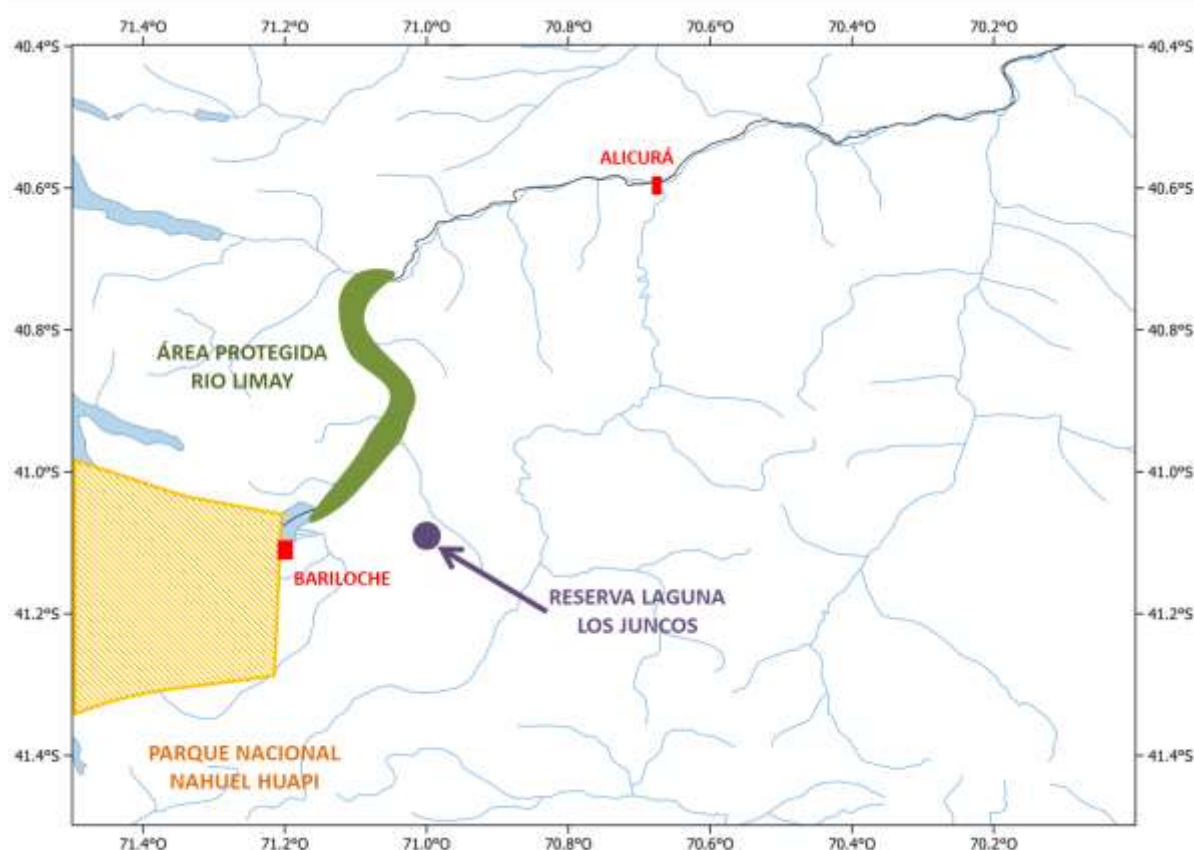 71.4°O 71.2°O 71.0°O 70.8°O 70.6°O 70.4°O 70.2°O
40.4°S 40.4°S
ALICURÁ
40.6°S 40.6°S
40.8°S 40.8°S
ÁREA PROTEGIDA
RIO LIMAY
41.0°S 41.0°S
BARILOCHE
RESERVA LAGUNA
LOS JUNCOS
41.2°S 41.2°S
PARQUE NACIONAL
NAHUEL HUAPI
41.4°S 41.4°S
71.4°O 71.2°O 71.0°O 70.8°O 70.6°O 70.4°O 70.2°O